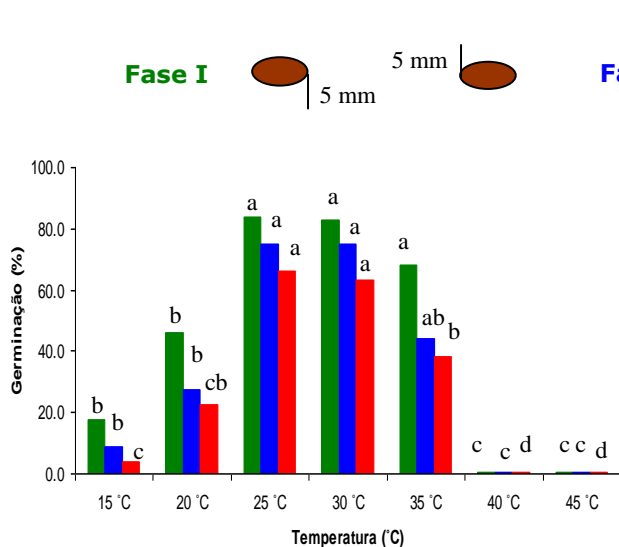 Fase I
5 mm
5 mm
Fa
100.0
80.0
60.0
40.0
20.0
0.0
Germinação (%)
b b c
b b cb
a a a
a a a
a ab b
c c d
c c d
15 °C 20 °C 25 °C 30 °C 35 °C 40 °C 45 °C
Temperatura (°C)